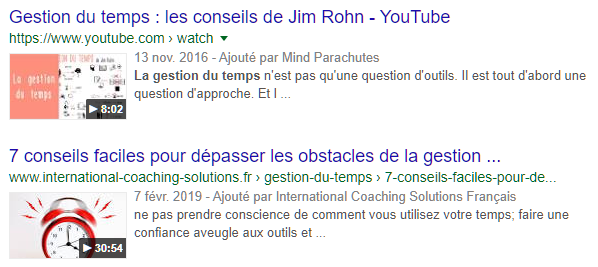 Gestion du temps : les conseils de Jim Rohn - YouTube
https://www.youtube.com › watch
La gestion
du temps
8:02
13 nov. 2016 - Ajouté par Mind Parachutes
La gestion du temps n'est pas qu'une question d'outils. Il est tout d'abord une
question d'approche. Et l ...
7 conseils faciles pour dépasser les obstacles de la gestion ...
www.international-coaching-solutions.fr › gestion-du-temps › 7-conseils-faciles-pour-de...
30:54
7 févr. 2019 - Ajouté par International Coaching Solutions Français
ne pas prendre conscience de comment vous utilisez votre temps; faire une
confiance aveugle aux outils et ...